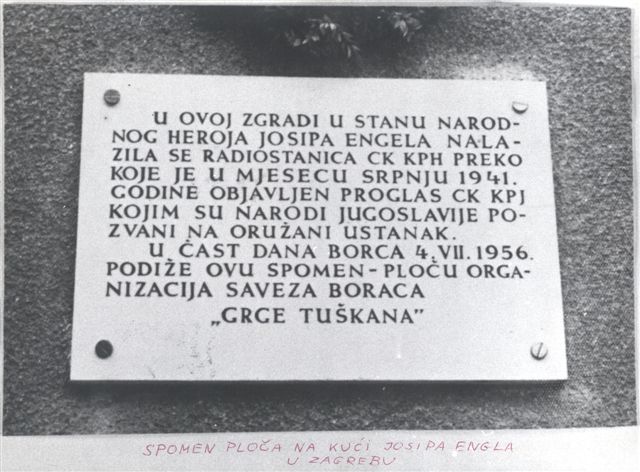 U OVOJ ZGRADI U STANU NAROD-
NOG HEROJA JOSIPA ENGELA NALA-
ZILA SE RADIOSTANICA CK KPH PREKO
KOJE JE U MJESECU SRPNJU 1941.
GODINE OBJAVLJEN PROGLAS CK KPJ
KOJIM SU NARODI JUGOSLAVIJE PO-
ZVANI NA ORUŽANI USTANAK.
U ČAST DANA BORCA 4. VII. 1956.
PODIŽE OVU SPOMEN-PLOČU ORGA-
NIZACIJA SAVEZA BORACA
„GRGE TUŠKANA”
SPOMEN PLOČA NA KUĆI JOSIPA ENGLA
U ZAGREBU